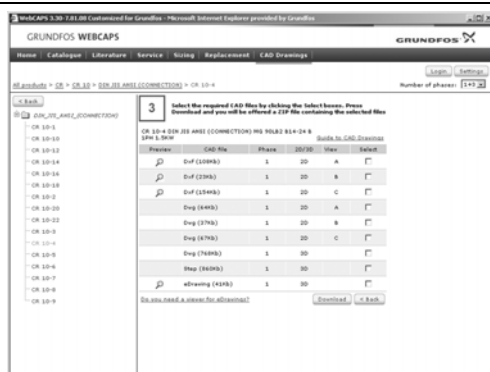 WebCAPS 3.30-7.01.08 Customized for Grundfos - Microsoft Internet Explorer provided by Grundfos
GRUNDFOS WEBCAPS
GRUNDFOS
Home Catalogue Literature Service Sizing Replacement CAD Drawings
Login Settings
All products > CR > CR 10 > DIN JIS ANSI (CONNECTION) > CR 10-4
Number of phases: 1+3
< Back
DIN_JIS_ANSI_(CONNECTION)
CR 10-1
CR 10-10
CR 10-12
CR 10-14
CR 10-16
CR 10-18
CR 10-2
CR 10-20
CR 10-22
CR 10-3
CR 10-4
CR 10-5
CR 10-6
CR 10-7
CR 10-8
CR 10-9
3
Select the required CAD files by clicking the Select boxes. Press
Download and you will be offered a ZIP file containing the selected files
CR 10-4 DIN JIS ANSI (CONNECTION) MG 90LB2 B14-24 B
1PH 1.5KW
Guide to CAD Drawings
Preview CAD file Phase 2D/3D View Select
Dxf (108Kb) 1 2D A
Dxf (23Kb) 1 2D B
Dxf (154Kb) 1 2D C
Dwg (64Kb) 1 2D A
Dwg (37Kb) 1 2D B
Dwg (67Kb) 1 2D C
Dwg (768Kb) 1 3D
Step (860Kb) 1 3D
eDrawing (41Kb) 1 3D
Do you need a viewer for eDrawings?
Download < Back